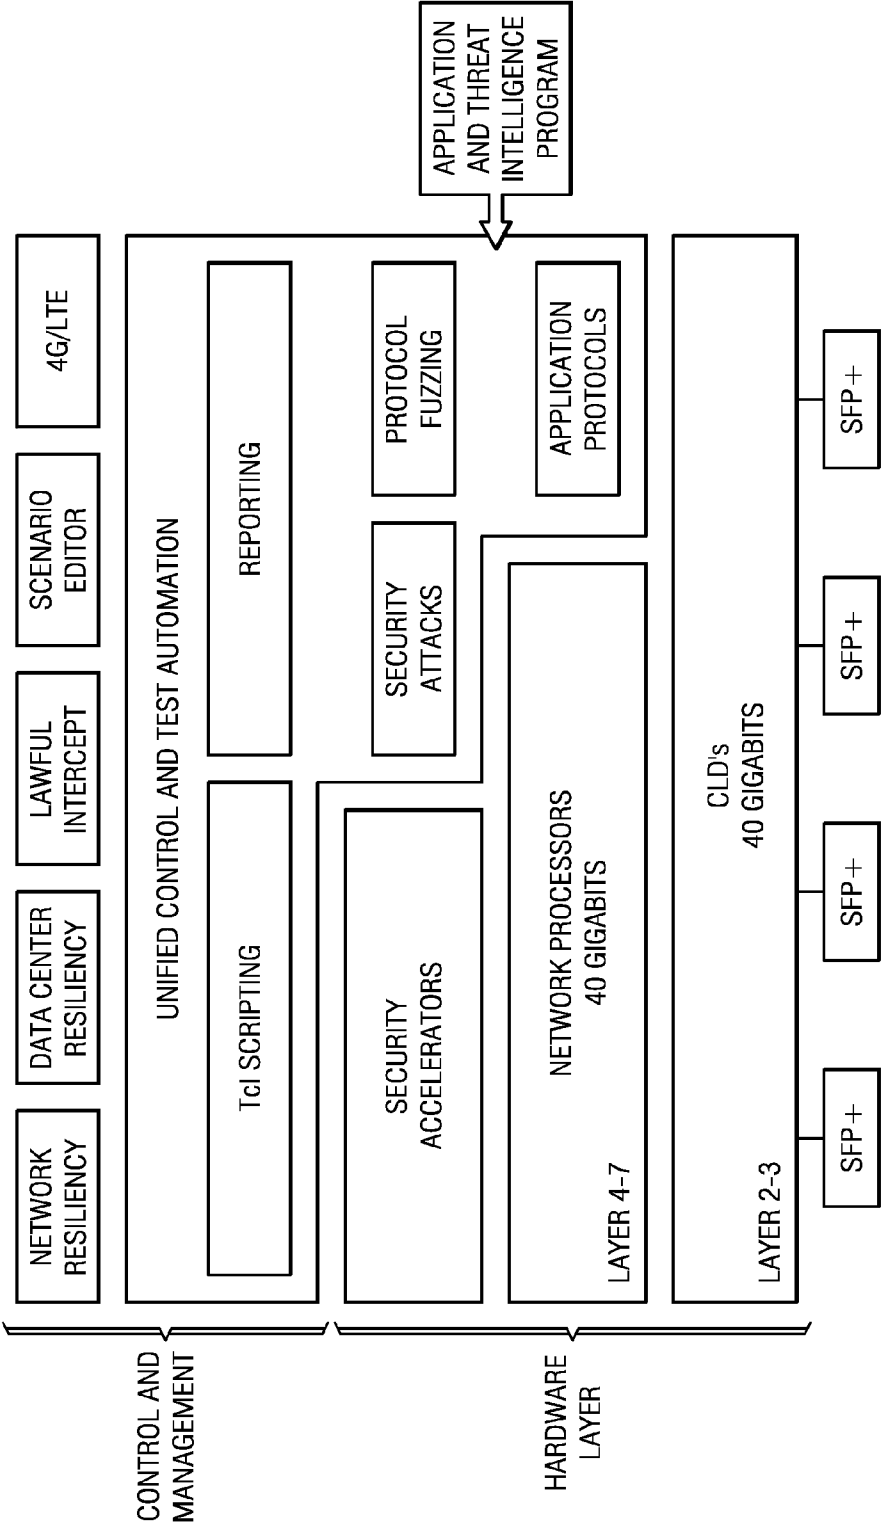 CONTROL AND
MANAGEMENT
NETWORK
RESILIENCY
DATA CENTER
RESILIENCY
LAWFUL
INTERCEPT
SCENARIO
EDITOR
4G/LTE
UNIFIED CONTROL AND TEST AUTOMATION
Tcl SCRIPTING
REPORTING
HARDWARE
LAYER
SECURITY
ACCELERATORS
SECURITY
ATTACKS
PROTOCOL
FUZZING
APPLICATION
AND THREAT
INTELLIGENCE
PROGRAM
NETWORK PROCESSORS
40 GIGABITS
LAYER 4-7
APPLICATION
PROTOCOLS
CLD's
40 GIGABITS
LAYER 2-3
SFP+
SFP+
SFP+
SFP+